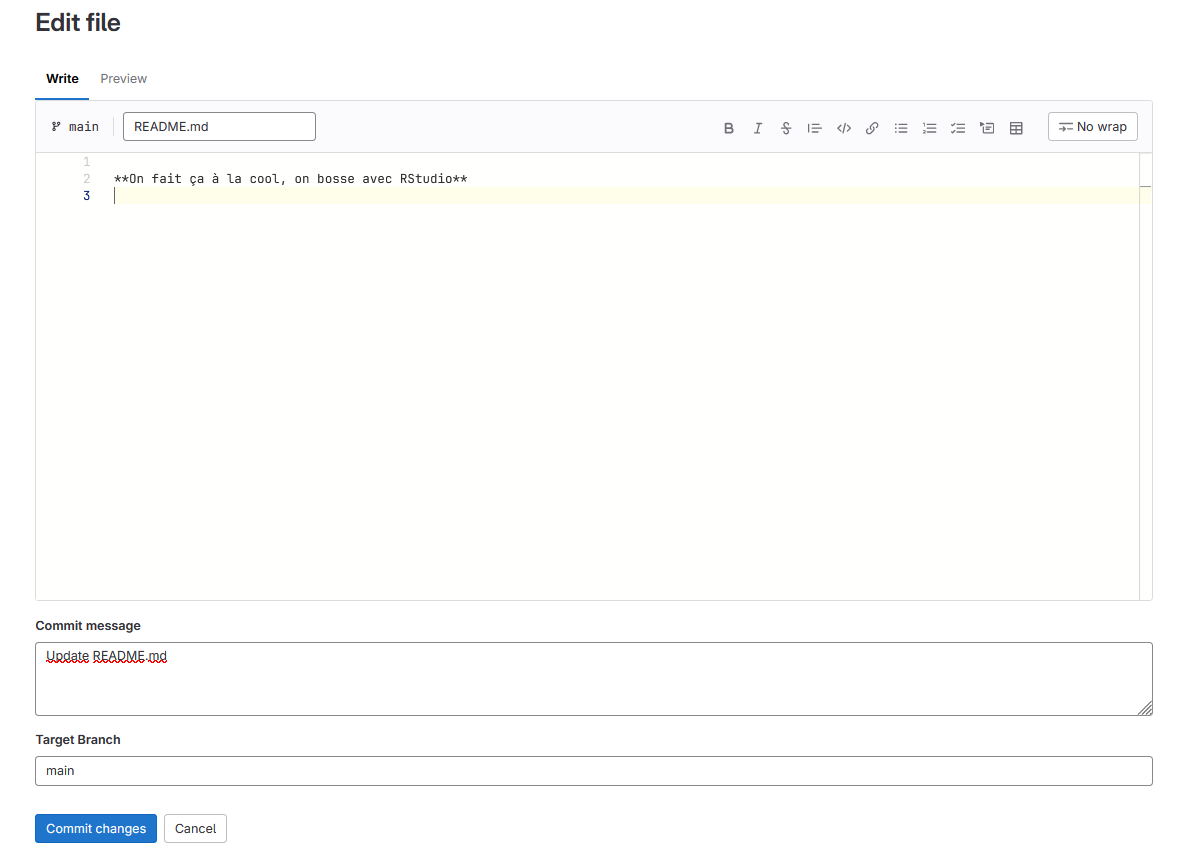 Edit file
Write Preview
main README.md No wrap
1
2 **On fait ça à la cool, on bosse avec RStudio**
3
Commit message
Update README.md
Target Branch
main
Commit changes Cancel